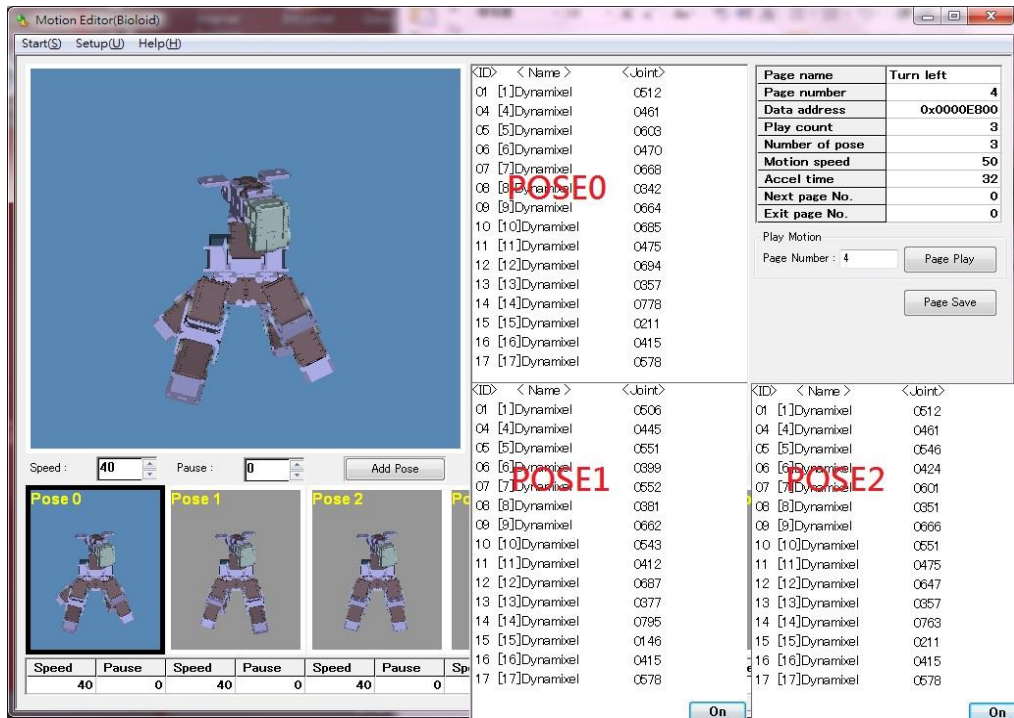 Motion Editor(Bioloid)
Start(S) Setup(U) Help(H)
<ID> < Name > <Joint>
01 [1]Dynamixel 0512
04 [4]Dynamixel 0461
05 [5]Dynamixel 0603
06 [6]Dynamixel 0470
07 [7]Dynamixel 0668
08 [8]Dynamixel 0342
09 [9]Dynamixel 0664
10 [10]Dynamixel 0685
11 [11]Dynamixel 0475
12 [12]Dynamixel 0694
13 [13]Dynamixel 0357
14 [14]Dynamixel 0778
15 [15]Dynamixel 0211
16 [16]Dynamixel 0415
17 [17]Dynamixel 0578
POSE0
Page name Turn left
Page number 4
Data address 0x0000E800
Play count 3
Number of pose 3
Motion speed 50
Accel time 32
Next page No. 0
Exit page No. 0
Play Motion
Page Number : 4 Page Play
Page Save
Speed : 40 Pause : 0 Add Pose
Pose 0 Pose 1 Pose 2
Speed Pause Speed Pause Speed Pause
40 0 40 0 40 0
<ID> < Name > <Joint>
01 [1]Dynamixel 0506
04 [4]Dynamixel 0445
05 [5]Dynamixel 0551
06 [6]Dynamixel 0399
07 [7]Dynamixel 0552
08 [8]Dynamixel 0381
09 [9]Dynamixel 0662
10 [10]Dynamixel 0543
11 [11]Dynamixel 0412
12 [12]Dynamixel 0687
13 [13]Dynamixel 0377
14 [14]Dynamixel 0795
15 [15]Dynamixel 0146
16 [16]Dynamixel 0415
17 [17]Dynamixel 0578
POSE1
On
<ID> < Name > <Joint>
01 [1]Dynamixel 0512
04 [4]Dynamixel 0461
05 [5]Dynamixel 0546
06 [6]Dynamixel 0424
07 [7]Dynamixel 0601
08 [8]Dynamixel 0351
09 [9]Dynamixel 0666
10 [10]Dynamixel 0551
11 [11]Dynamixel 0475
12 [12]Dynamixel 0647
13 [13]Dynamixel 0357
14 [14]Dynamixel 0763
15 [15]Dynamixel 0211
16 [16]Dynamixel 0415
17 [17]Dynamixel 0578
POSE2
On